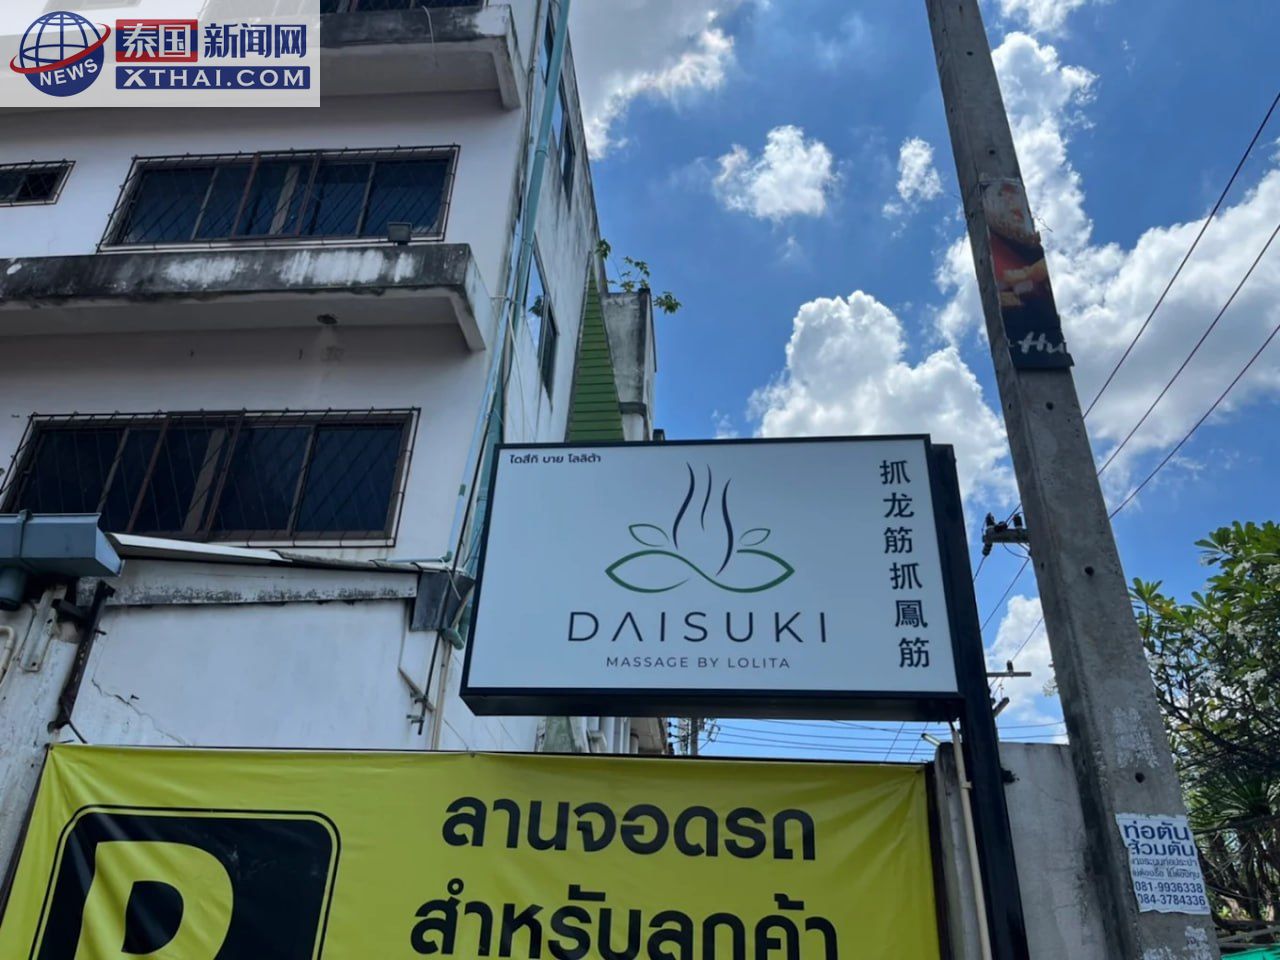 泰国新闻网
NEWS
XTHAI.COM
ไดสึกิ บาย โลลิต้า
抓龙筋抓鳳筋
DAISUKI
MASSAGE BY LOLITA
P
ลานจอดรถ
สำหรับลูกค้า
ท่อตัน
ส้วมตัน
081-9936338
084-3784336